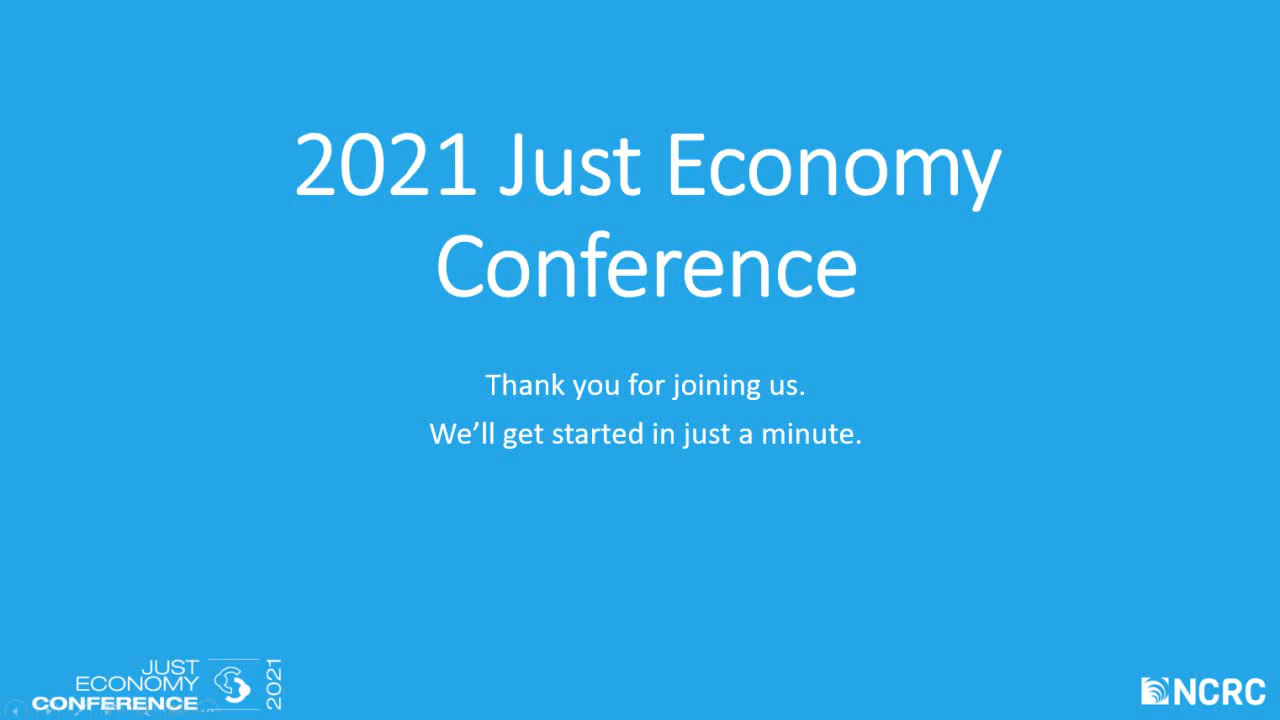 2021 Just Economy
Conference
Thank you for joining us.
We’ll get started in just a minute.
JUST
ECONOMY
CONFERENCE
2021
NCRC